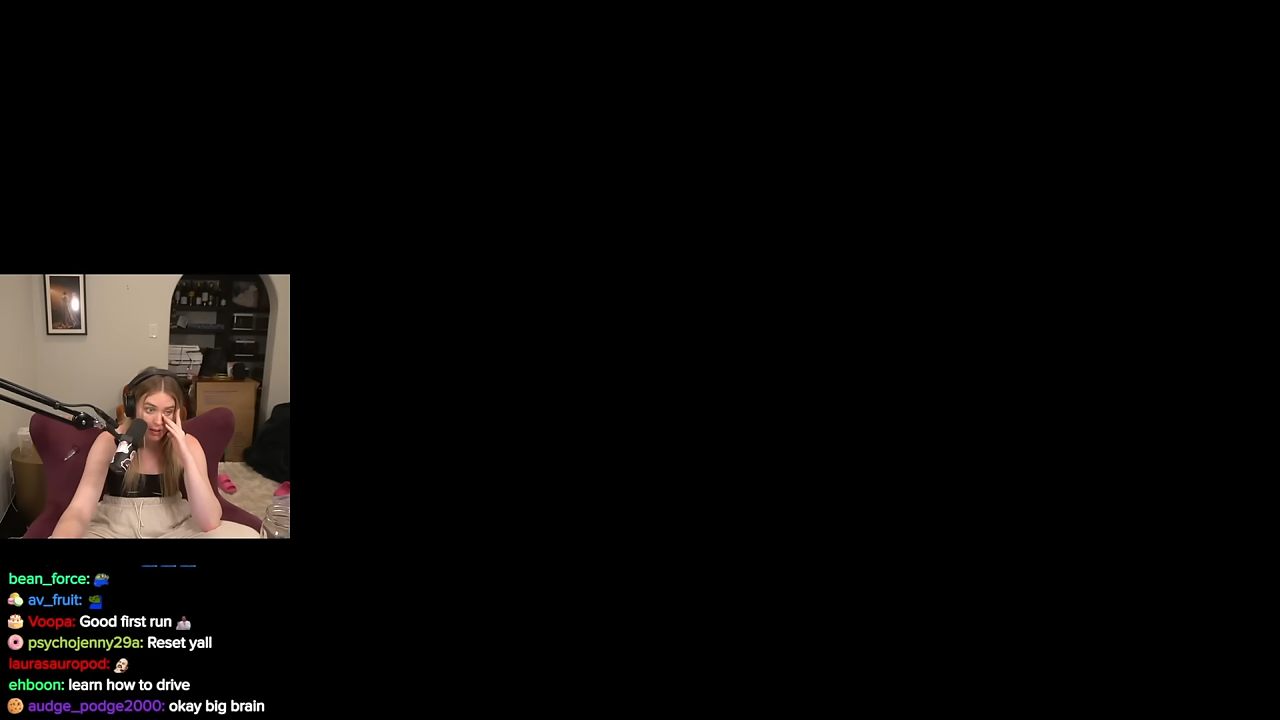 bean_force:
av_fruit:
Voopa: Good first run
psychojenny29a: Reset yall
laurasauropod:
ehboon: learn how to drive
audge_podge2000: okay big brain